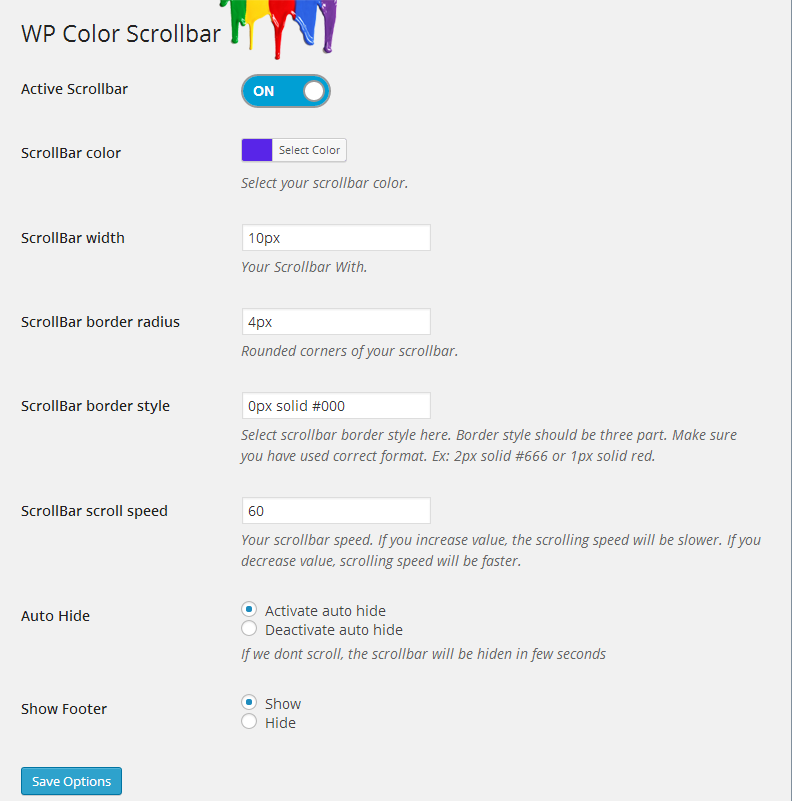 WP Color Scrollbar
Active Scrollbar
ON
ScrollBar color
Select Color
Select your scrollbar color.
ScrollBar width
10px
Your Scrollbar With.
ScrollBar border radius
4px
Rounded corners of your scrollbar.
ScrollBar border style
0px solid #000
Select scrollbar border style here. Border style should be three part. Make sure
you have used correct format. Ex: 2px solid #666 or 1px solid red.
ScrollBar scroll speed
60
Your scrollbar speed. If you increase value, the scrolling speed will be slower. If you
decrease value, scrolling speed will be faster.
Auto Hide
Activate auto hide
Deactivate auto hide
If we dont scroll, the scrollbar will be hiden in few seconds
Show Footer
Show
Hide
Save Options